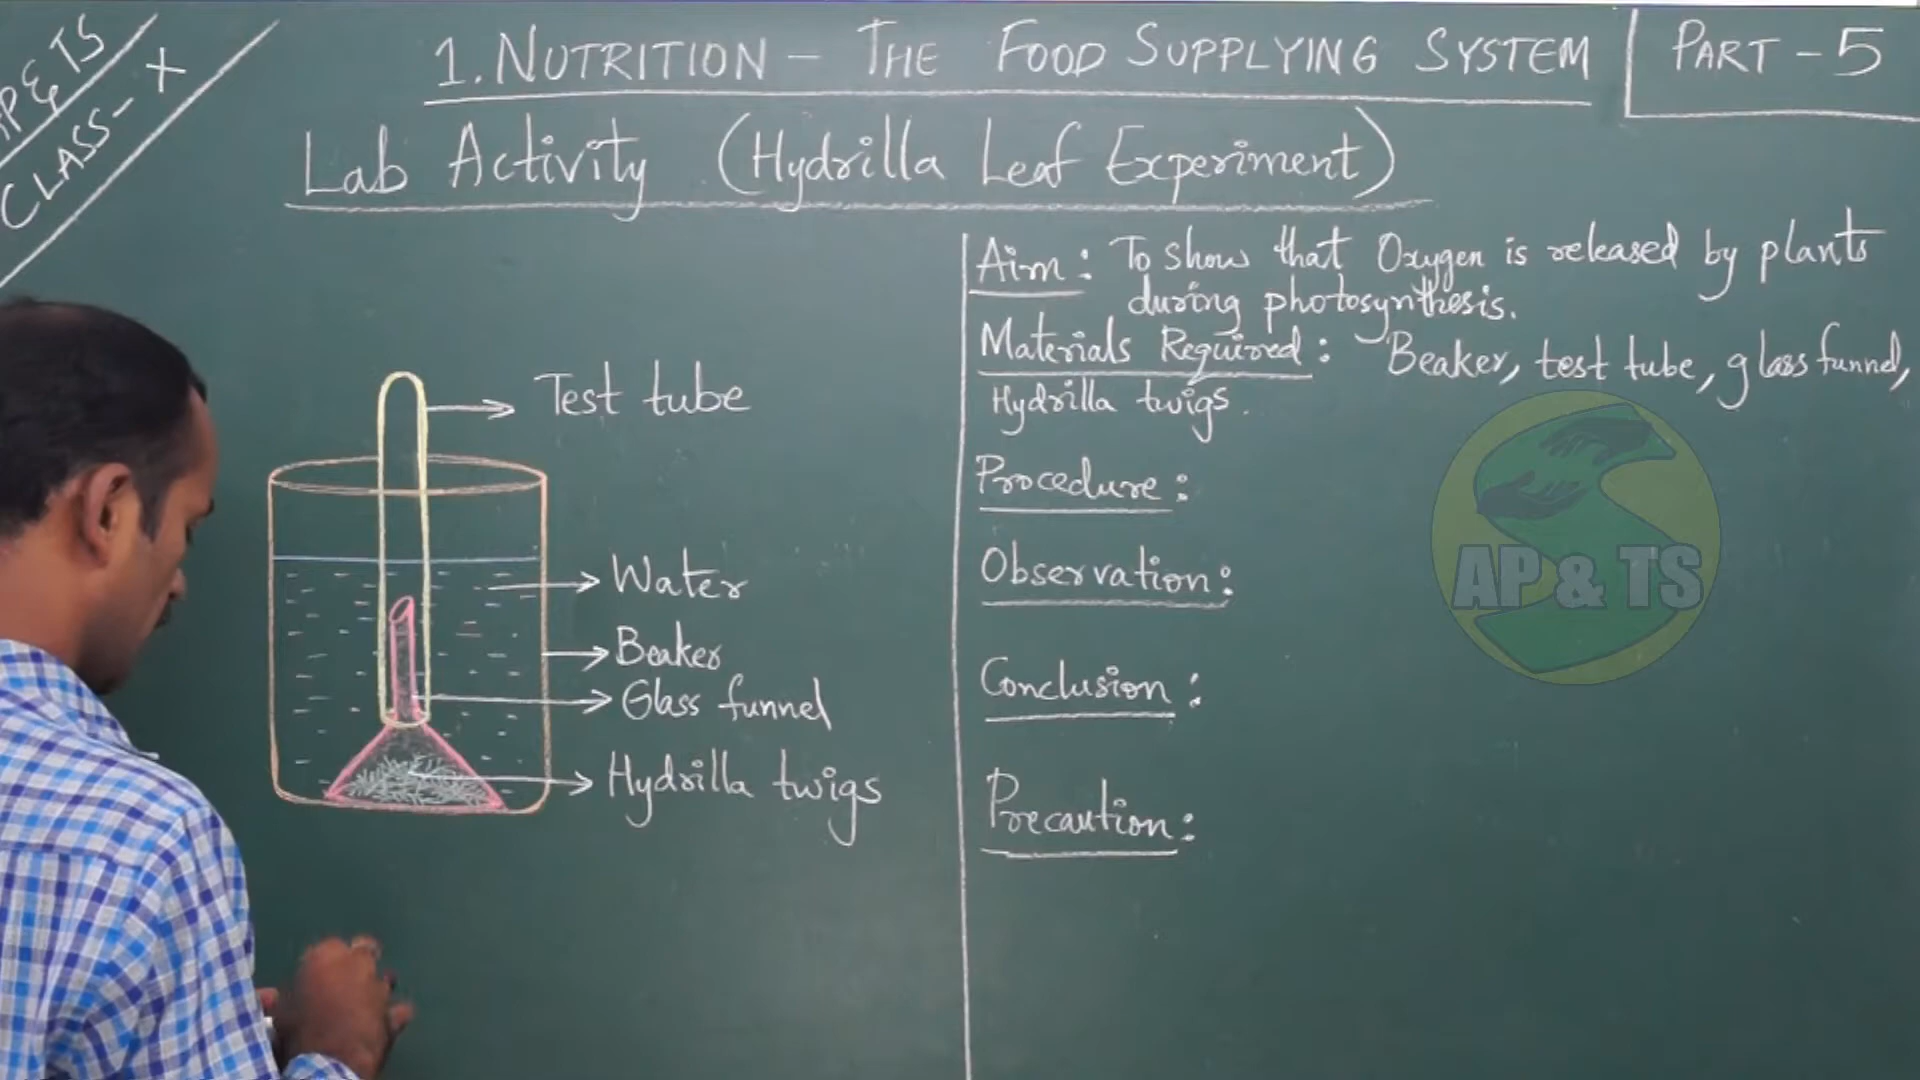 AP & TS
CLASS - X
1. NUTRITION - THE FOOD SUPPLYING SYSTEM
PART - 5
Lab Activity (Hydrilla Leaf Experiment)
Test tube
Water
Beaker
Glass funnel
Hydrilla twigs
Aim: To show that Oxygen is released by plants
during photosynthesis.
Materials Required: Beaker, test tube, glass funnel,
Hydrilla twigs.
Procedure:
Observation:
Conclusion:
Precaution:
AP & TS